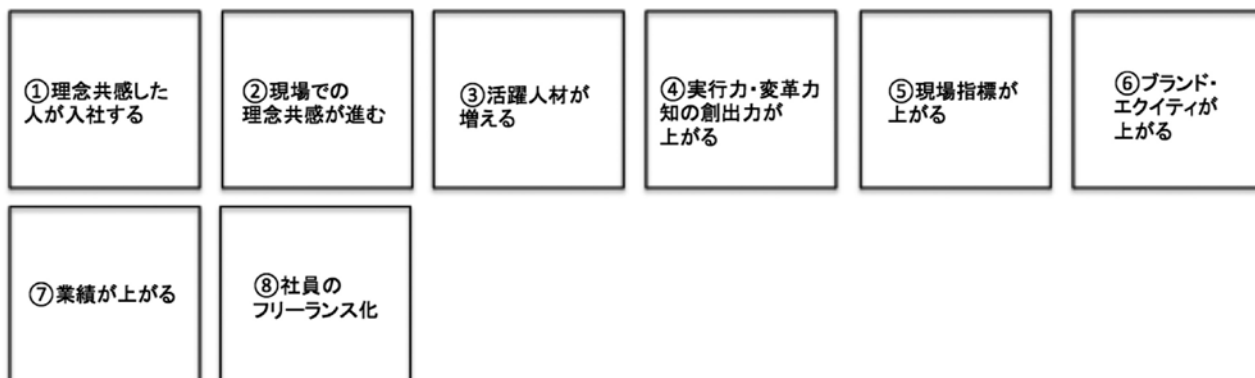 ①理念共感した
人が入社する
②現場での
理念共感が進む
③活躍人材が
増える
④実行力・変革力
知の創出力が
上がる
⑤現場指標が
上がる
⑥ブランド・
エクイティが
上がる
⑦業績が上がる
⑧社員の
フリーランス化